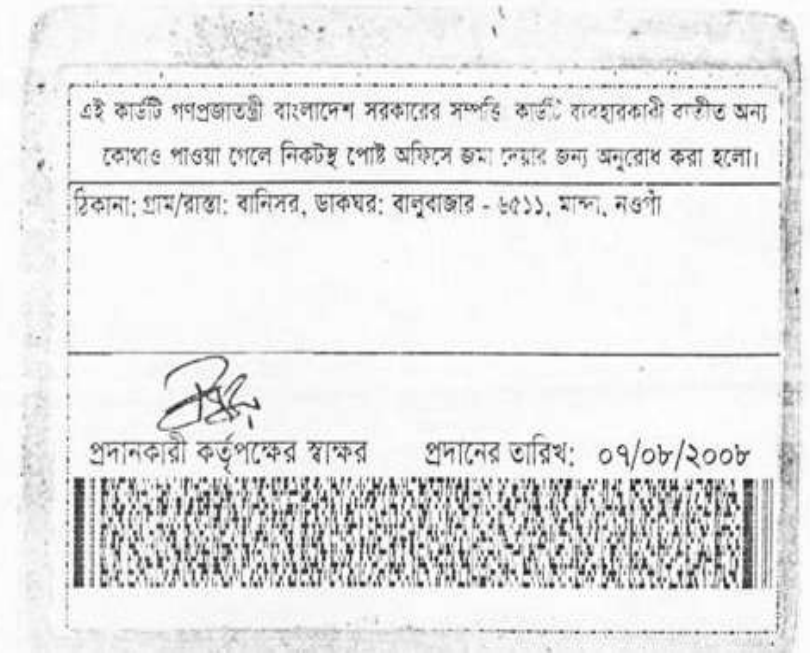 এই কার্ডটি গণপ্রজাতন্ত্রী বাংলাদেশ সরকারের সম্পত্তি কার্ডটি ব্যবহারকারী ব্যতীত অন্য
কোথাও পাওয়া গেলে নিকটস্থ পোষ্ট অফিসে জমা দেয়ার জন্য অনুরোধ করা হলো।
ঠিকানা: গ্রাম/রাস্তা: বানিসর, ডাকঘর: বালুবাজার - ৬৫১১, মান্দা, নওগাঁ
প্রদানকারী কর্তৃপক্ষের স্বাক্ষর প্রদানের তারিখ: ০৭/০৮/২০০৮